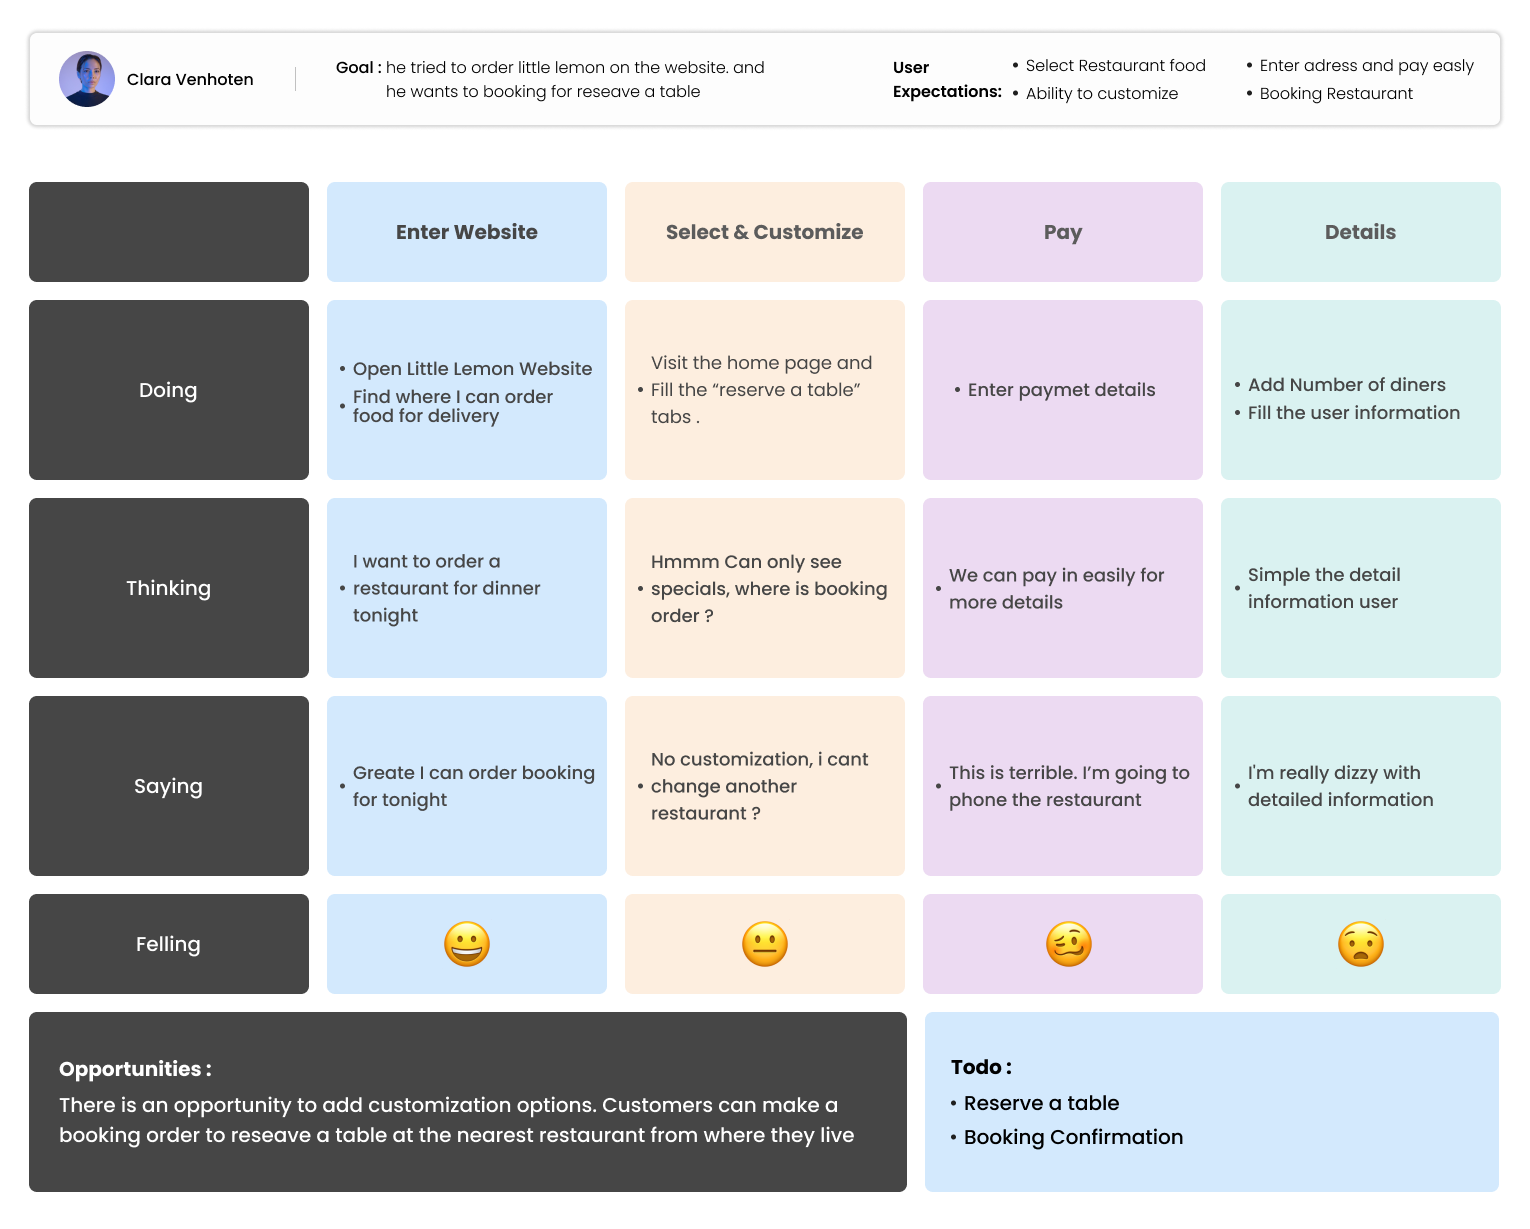 Clara Venhoten
Goal : he tried to order little lemon on the website. and
he wants to booking for reseave a table
User
Expectations:
• Select Restaurant food
• Ability to customize
• Enter adress and pay easly
• Booking Restaurant
Enter Website
Select & Customize
Pay
Details
Doing
• Open Little Lemon Website
• Find where I can order
food for delivery
Visit the home page and
• Fill the “reserve a table”
tabs .
• Enter paymet details
• Add Number of diners
• Fill the user information
Thinking
I want to order a
• restaurant for dinner
tonight
Hmmm Can only see
• specials, where is booking
order ?
• We can pay in easily for
more details
• Simple the detail
information user
Saying
• Greate I can order booking
for tonight
No customization, i cant
• change another
restaurant ?
• This is terrible. I’m going to
phone the restaurant
• I'm really dizzy with
detailed information
Felling
Opportunities :
There is an opportunity to add customization options. Customers can make a
booking order to reseave a table at the nearest restaurant from where they live
Todo :
• Reserve a table
• Booking Confirmation